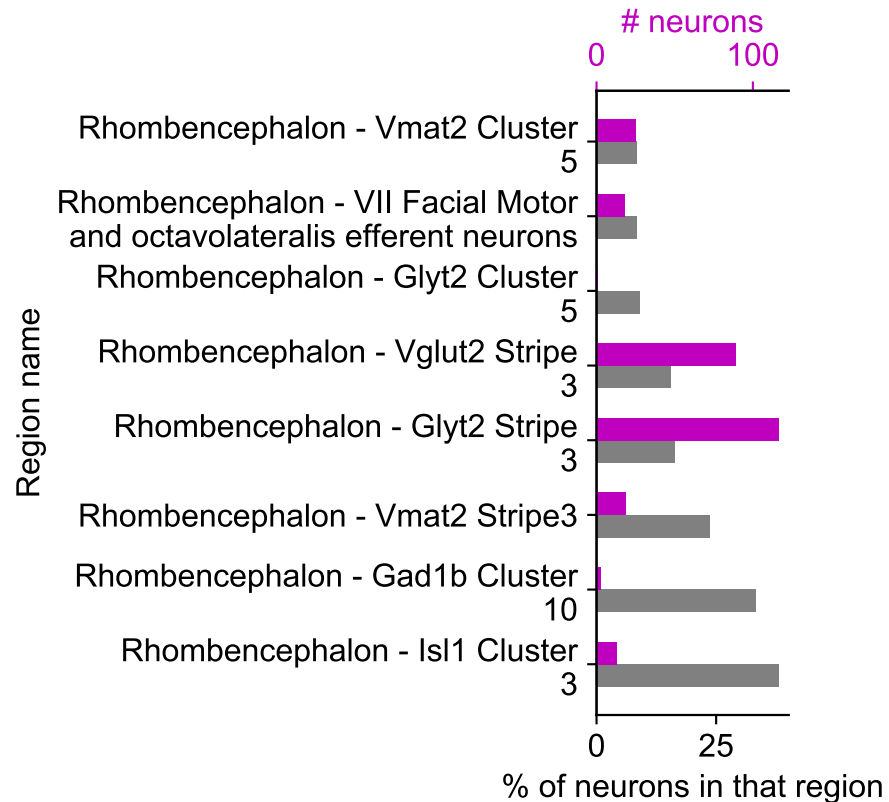 # neurons
0 100
Rhombencephalon - Vmat2 Cluster
5
Rhombencephalon - VII Facial Motor
and octavolateralis efferent neurons
Rhombencephalon - Glyt2 Cluster
5
Rhombencephalon - Vglut2 Stripe
3
Rhombencephalon - Glyt2 Stripe
3
Rhombencephalon - Vmat2 Stripe3
Rhombencephalon - Gad1b Cluster
10
Rhombencephalon - Isl1 Cluster
3
Region name
0 25
% of neurons in that region